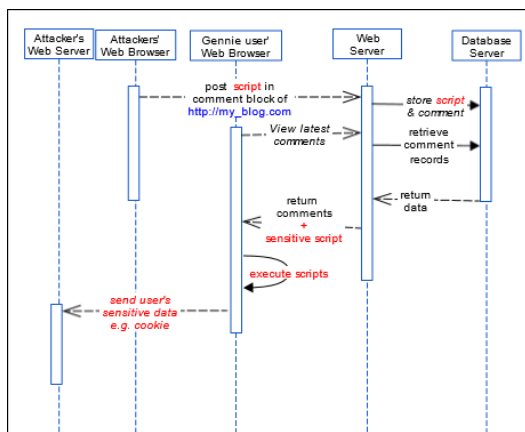 Attacker's
Web Server
Attackers'
Web Browser
Gennie user'
Web Browser
Web
Server
Database
Server
post script in
comment block of
http://my_blog.com
store script
& comment
View latest
comments
retrieve
comment
records
return
data
return
comments
+
sensitive script
execute scripts
send user's
sensitive data
e.g. cookie